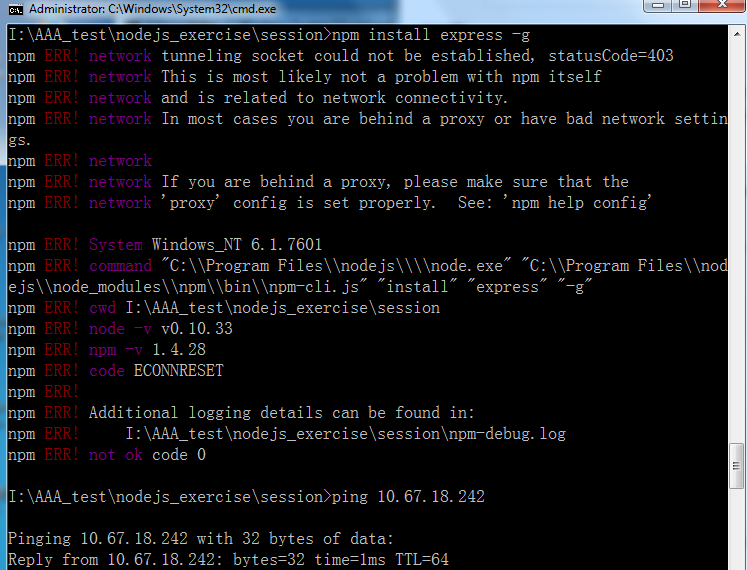 Administrator: C:\Windows\System32\cmd.exe
I:\AAA_test\nodejs_exercise\session>npm install express -g
npm ERR! network tunneling socket could not be established, statusCode=403
npm ERR! network This is most likely not a problem with npm itself
npm ERR! network and is related to network connectivity.
npm ERR! network In most cases you are behind a proxy or have bad network settin
gs.
npm ERR! network
npm ERR! network If you are behind a proxy, please make sure that the
npm ERR! network 'proxy' config is set properly.  See: 'npm help config'
npm ERR! System Windows_NT 6.1.7601
npm ERR! command "C:\\Program Files\\nodejs\\\\node.exe" "C:\\Program Files\\nod
ejs\\node_modules\\npm\\bin\\npm-cli.js" "install" "express" "-g"
npm ERR! cwd I:\AAA_test\nodejs_exercise\session
npm ERR! node -v v0.10.33
npm ERR! npm -v 1.4.28
npm ERR! code ECONNRESET
npm ERR!
npm ERR! Additional logging details can be found in:
npm ERR!     I:\AAA_test\nodejs_exercise\session\npm-debug.log
npm ERR! not ok code 0
I:\AAA_test\nodejs_exercise\session>ping 10.67.18.242
Pinging 10.67.18.242 with 32 bytes of data:
Reply from 10.67.18.242: bytes=32 time=1ms TTL=64